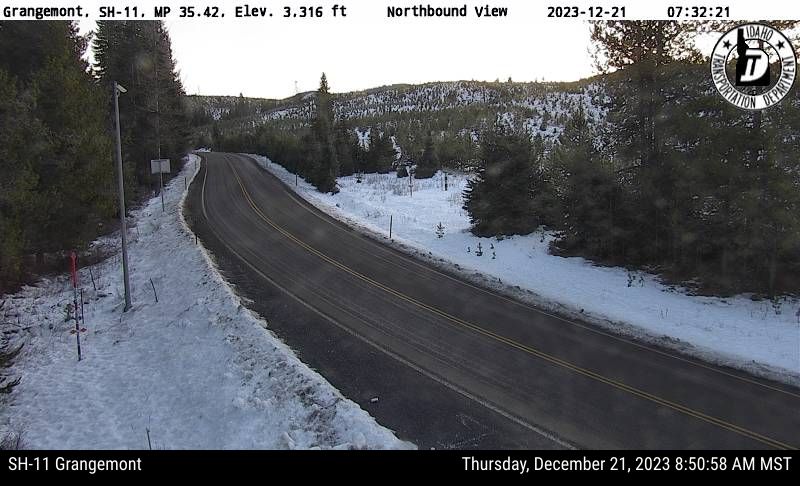 Grangemont, SH-11, MP 35.42, Elev. 3,316 ft Northbound View 2023-12-21 07:32:21
IDAHO
TRANSPORTATION DEPARTMENT
SH-11 Grangemont Thursday, December 21, 2023 8:50:58 AM MST